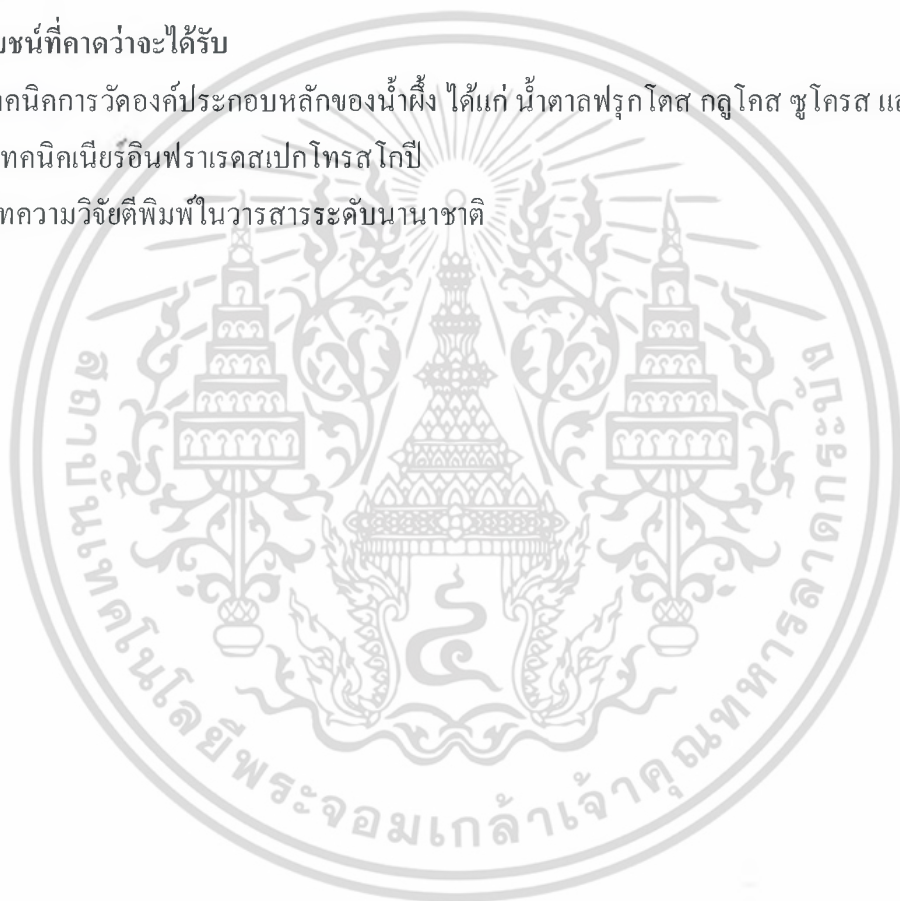 ยชน์ที่คาดว่าจะได้รับ
ทคนิคการวัดองค์ประกอบหลักของน้ำผึ้ง ได้แก่ น้ำตาลฟรุกโตส กลูโคส ซูโครส แล
ทคนิคเนียร์อินฟราเรดสเปกโทรสโกปี
ทความวิจัยตีพิมพ์ในวารสารระดับนานาชาติ
สถาบันเทคโนโลยีพระจอมเกล้าเจ้าคุณทหารลาดกระบัง